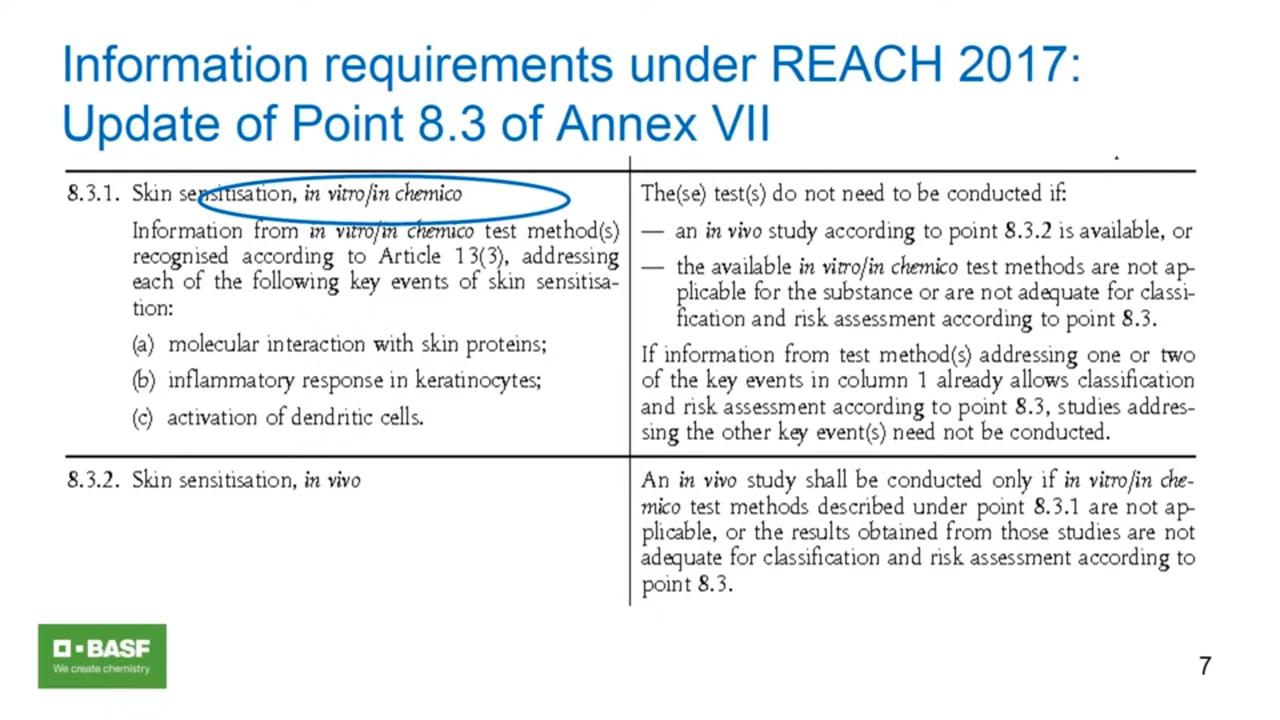 Information requirements under REACH 2017:
Update of Point 8.3 of Annex VII
8.3.1. Skin sensitisation, in vitro/in chemico
Information from in vitro/in chemico test method(s)
recognised according to Article 13(3), addressing
each of the following key events of skin sensitisa-
tion:
(a) molecular interaction with skin proteins;
(b) inflammatory response in keratinocytes;
(c) activation of dendritic cells.
The(se) test(s) do not need to be conducted if:
— an in vivo study according to point 8.3.2 is available, or
— the available in vitro/in chemico test methods are not ap-
plicable for the substance or are not adequate for classi-
fication and risk assessment according to point 8.3.
If information from test method(s) addressing one or two
of the key events in column 1 already allows classification
and risk assessment according to point 8.3, studies addres-
sing the other key event(s) need not be conducted.
8.3.2. Skin sensitisation, in vivo
An in vivo study shall be conducted only if in vitro/in che-
mico test methods described under point 8.3.1 are not ap-
plicable, or the results obtained from those studies are not
adequate for classification and risk assessment according to
point 8.3.
BASF
We create chemistry
7